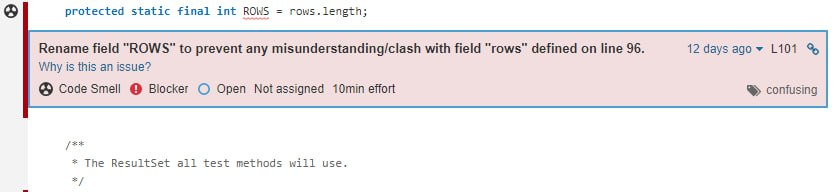 protected static final int ROWS = rows.length;
Rename field "ROWS" to prevent any misunderstanding/clash with field "rows" defined on line 96. 12 days ago L101
Why is this an issue?
Code Smell Blocker Open Not assigned 10min effort confusing
/**
* The ResultSet all test methods will use.
*/